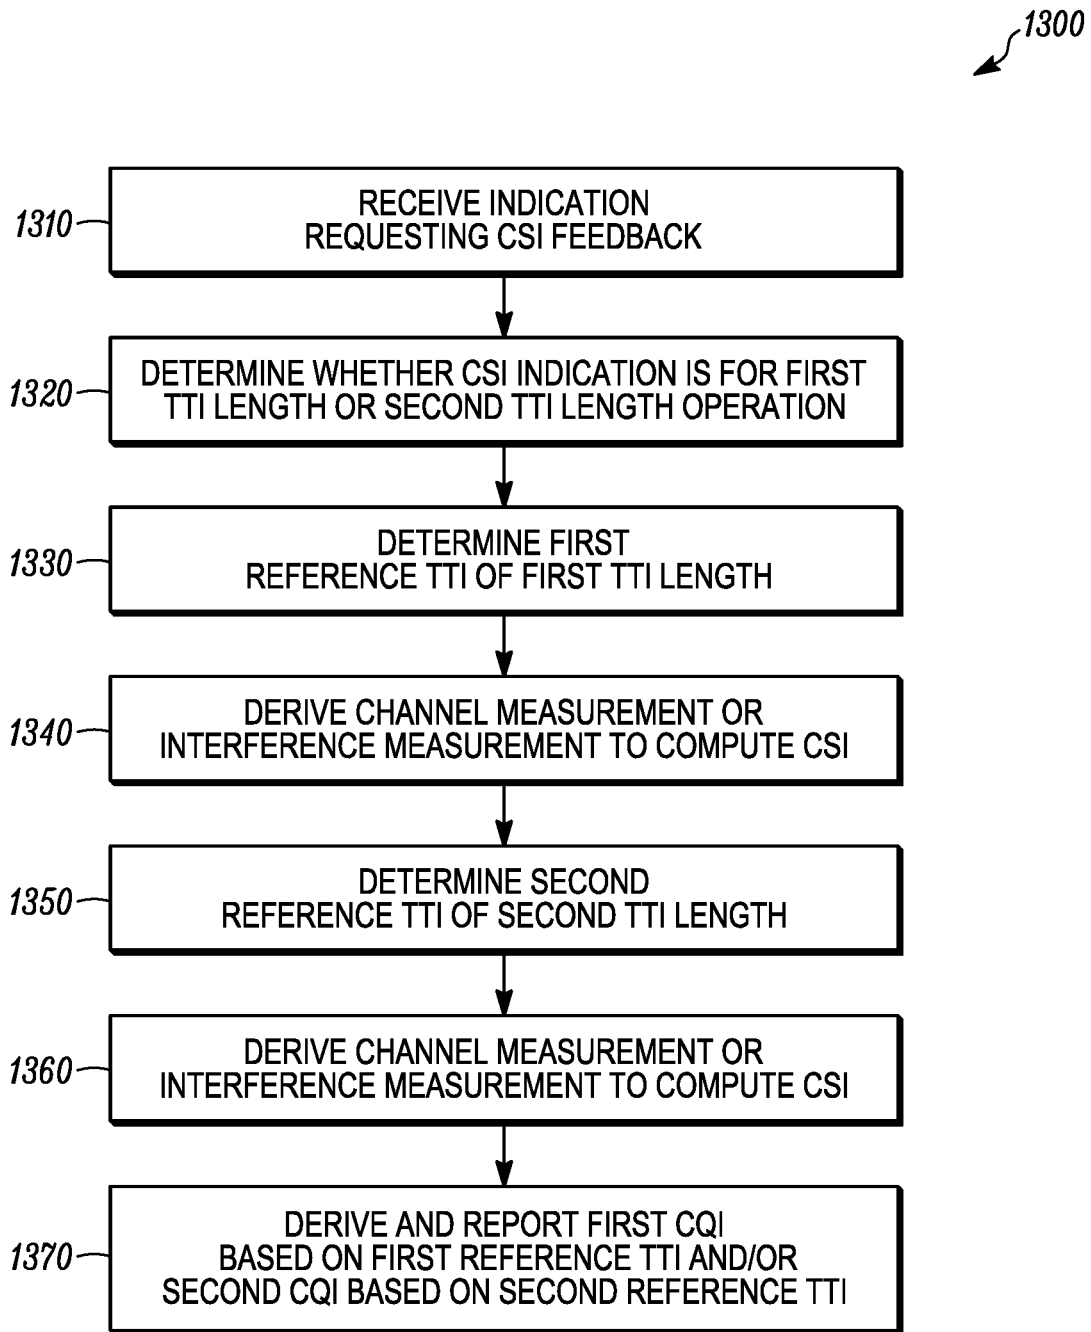 1300
1310
RECEIVE INDICATION
REQUESTING CSI FEEDBACK
1320
DETERMINE WHETHER CSI INDICATION IS FOR FIRST
TTI LENGTH OR SECOND TTI LENGTH OPERATION
1330
DETERMINE FIRST
REFERENCE TTI OF FIRST TTI LENGTH
1340
DERIVE CHANNEL MEASUREMENT OR
INTERFERENCE MEASUREMENT TO COMPUTE CSI
1350
DETERMINE SECOND
REFERENCE TTI OF SECOND TTI LENGTH
1360
DERIVE CHANNEL MEASUREMENT OR
INTERFERENCE MEASUREMENT TO COMPUTE CSI
1370
DERIVE AND REPORT FIRST CQI
BASED ON FIRST REFERENCE TTI AND/OR
SECOND CQI BASED ON SECOND REFERENCE TTI